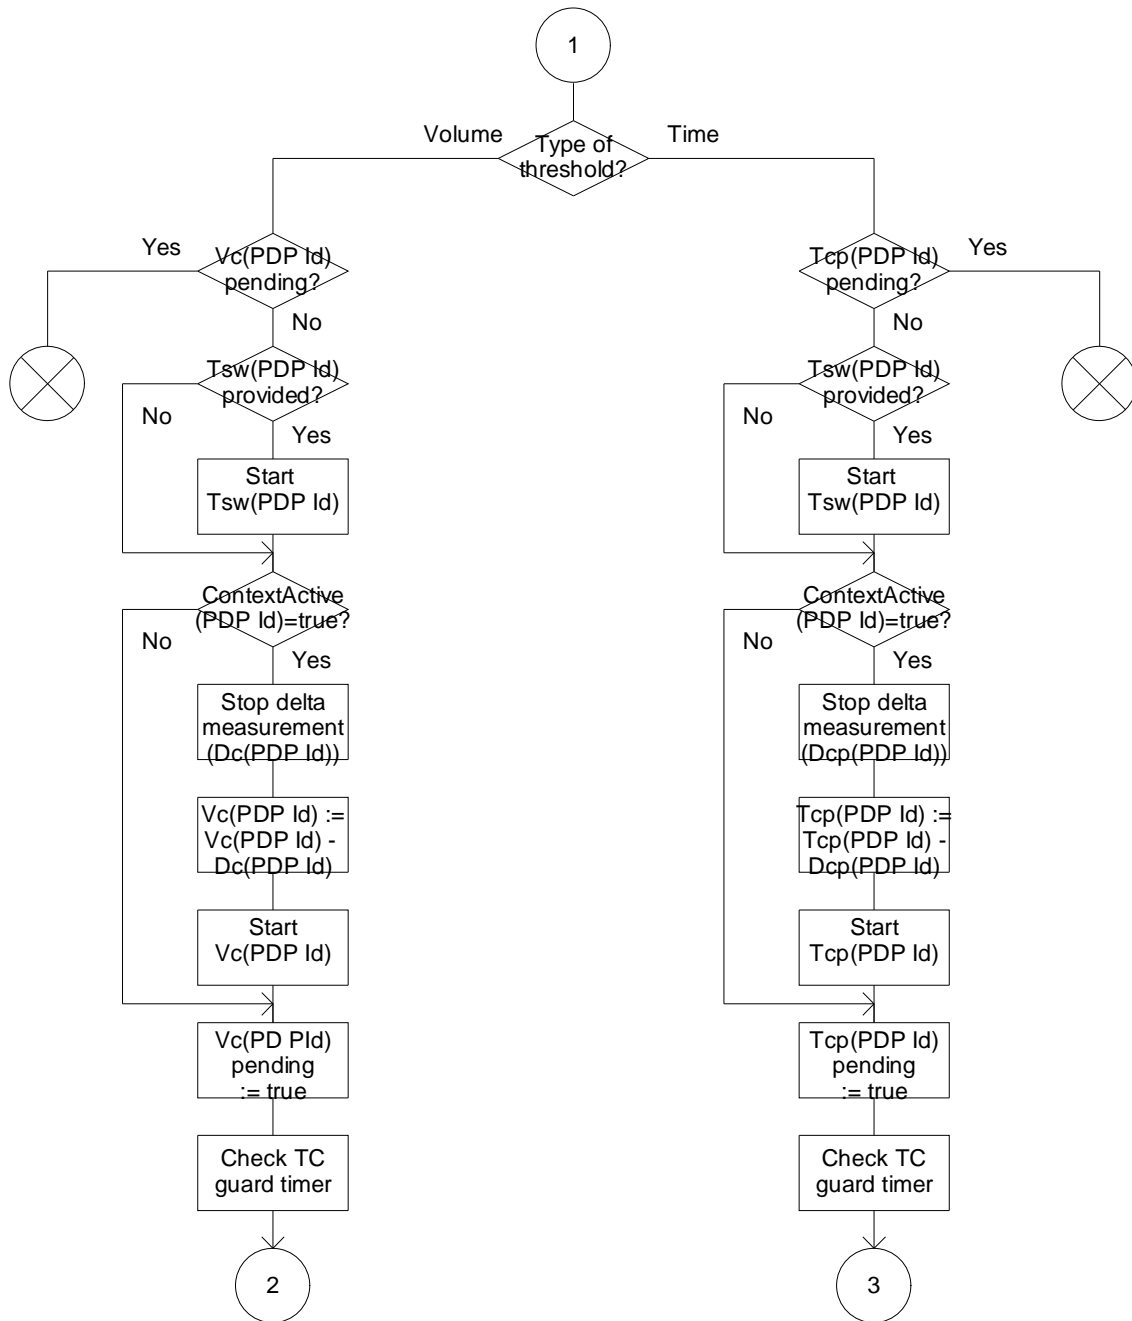 1
Volume
Type of
threshold?
Time
Yes
Vc(PDP Id)
pending?
No
Tsw(PDP Id)
provided?
No
Yes
Start
Tsw(PDP Id)
ContextActive
(PDP Id)=true?
No
Yes
Stop delta
measurement
(Dc(PDP Id))
Vc(PDP Id) :=
Vc(PDP Id) -
Dc(PDP Id)
Start
Vc(PDP Id)
Vc(PD PId)
pending
:= true
Check TC
guard timer
2
Tcp(PDP Id)
pending?
Yes
No
Tsw(PDP Id)
provided?
No
Yes
Start
Tsw(PDP Id)
ContextActive
(PDP Id)=true?
No
Yes
Stop delta
measurement
(Dcp(PDP Id))
Tcp(PDP Id) :=
Tcp(PDP Id) -
Dcp(PDP Id)
Start
Tcp(PDP Id)
Tcp(PDP Id)
pending
:= true
Check TC
guard timer
3